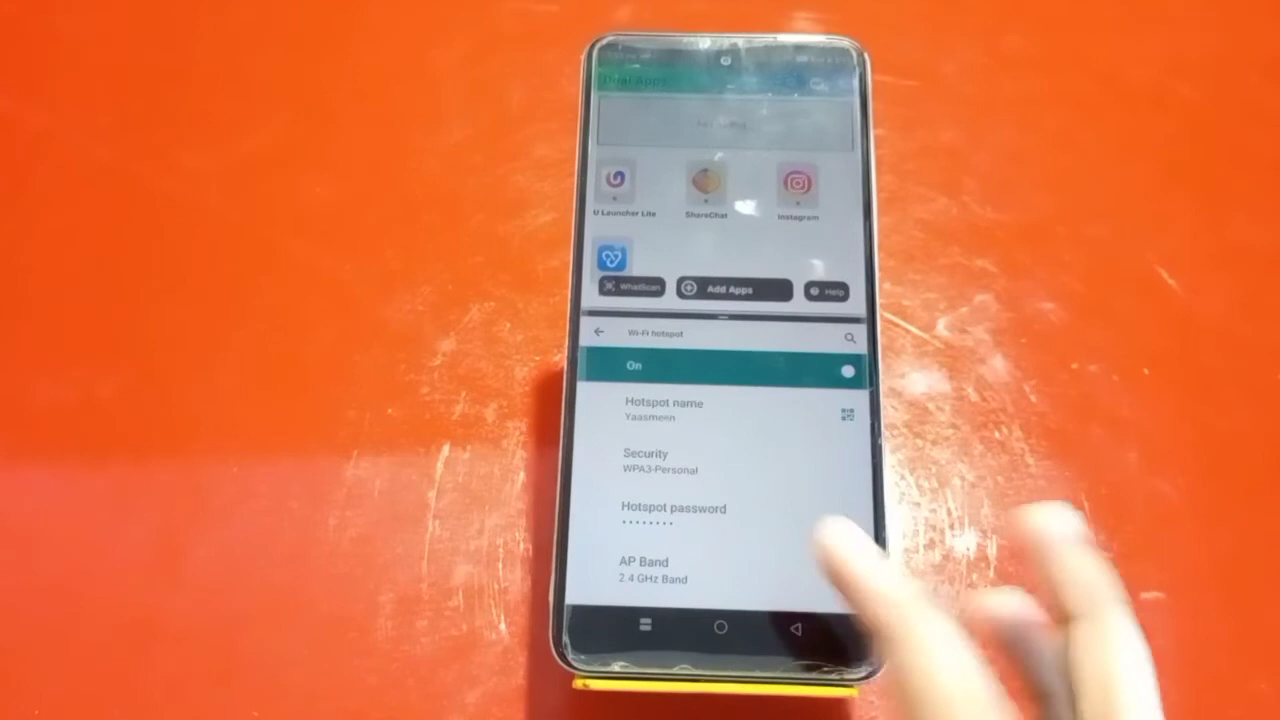 Dual Apps
U Launcher Lite
ShareChat
Instagram
WhatScan
Add Apps
Help
Wi-Fi hotspot
On
Hotspot name
Yaasmeen
Security
WPA3-Personal
Hotspot password
••••••••
AP Band
2.4 GHz Band